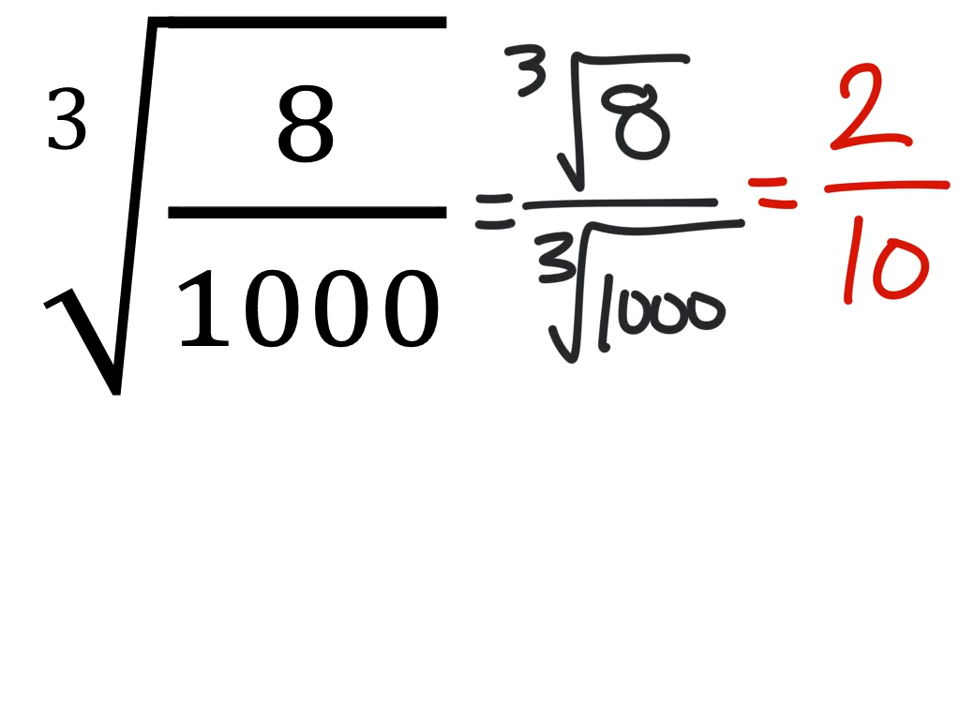 ∛(8/1000) = ∛8/∛1000 = 2/10